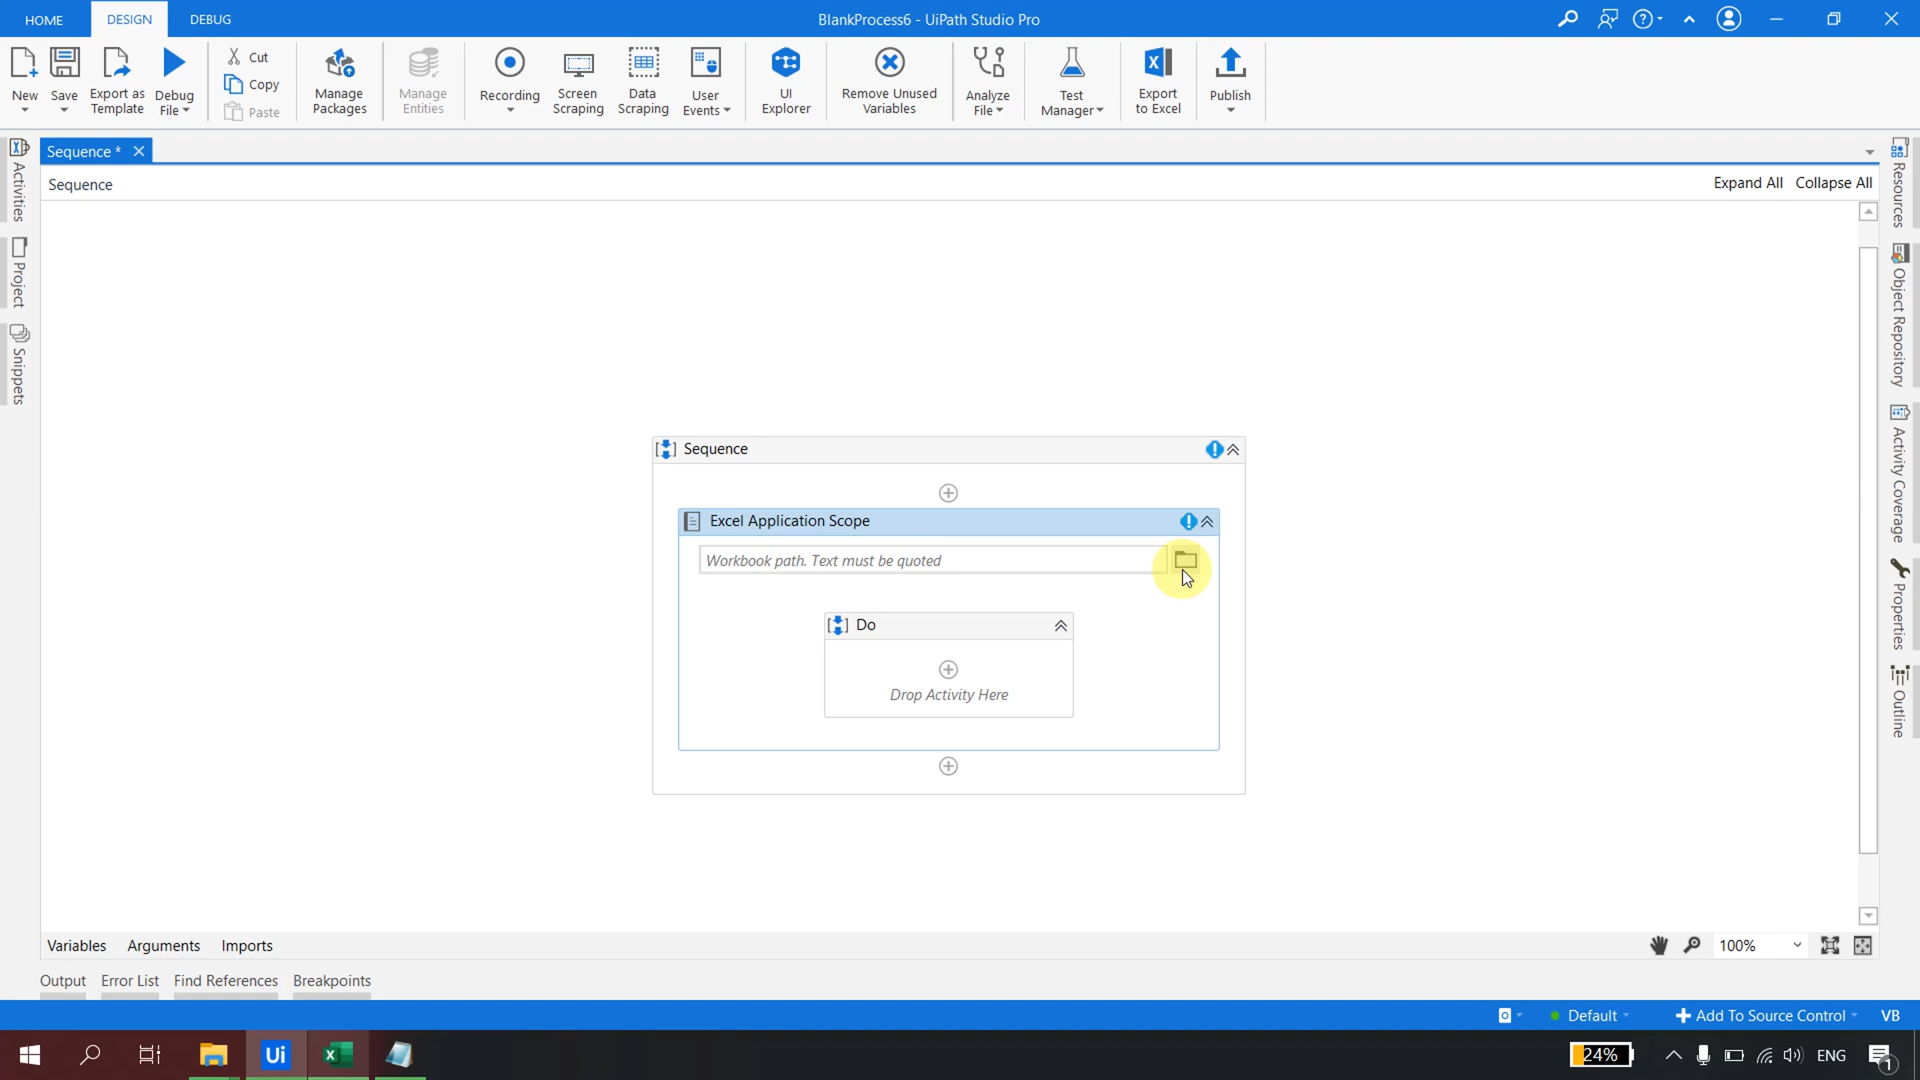 HOME
DESIGN
DEBUG
BlankProcess6 - UiPath Studio Pro
New
Save
Export as
Template
Debug
File
Cut
Copy
Paste
Manage
Packages
Manage
Entities
Recording
Screen
Scraping
Data
Scraping
User
Events
UI
Explorer
Remove Unused
Variables
Analyze
File
Test
Manager
Export
to Excel
Publish
Activities
Project
Snippets
Sequence *
Sequence
Expand All
Collapse All
Resources
Object Repository
Activity Coverage
Properties
Outline
Sequence
Excel Application Scope
Workbook path. Text must be quoted
Do
Drop Activity Here
Variables
Arguments
Imports
100%
Output
Error List
Find References
Breakpoints
Default
Add To Source Control
VB
Ui
24%
ENG
1